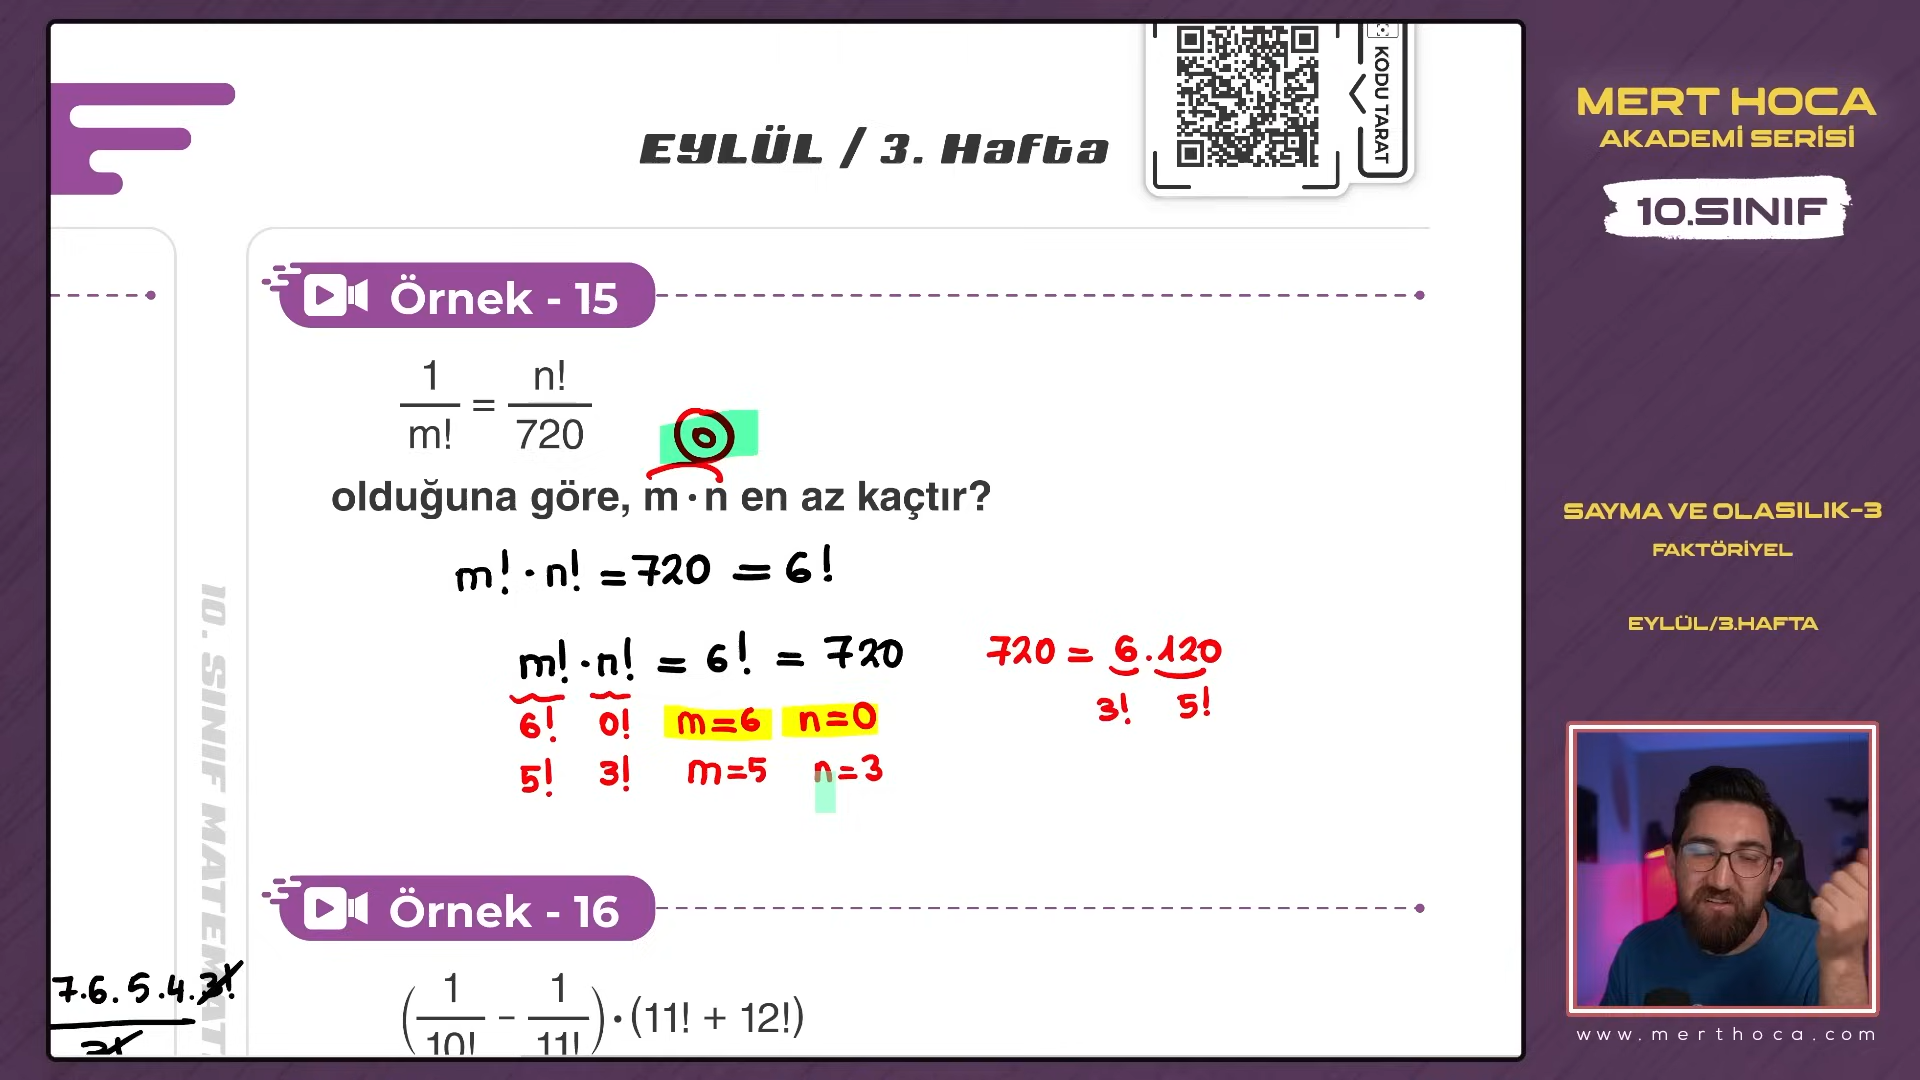 EYLÜL / 3. Hafta
KODU TARAT
Örnek - 15
1/m! = n!/720
0
olduğuna göre, m · n en az kaçtır?
m! · n! = 720 = 6!
m! · n! = 6! = 720
6! 0! m=6 n=0
5! 3! m=5 n=3
720 = 6.120
3! 5!
Örnek - 16
(1/10! - 1/11!) · (11! + 12!)
7.6.5.4.3!
10. SINIF MATEMAT
MERT HOCA
AKADEMİ SERİSİ
10.SINIF
SAYMA VE OLASILIK-3
FAKTÖRİYEL
EYLÜL/3.HAFTA
www.merthoca.com